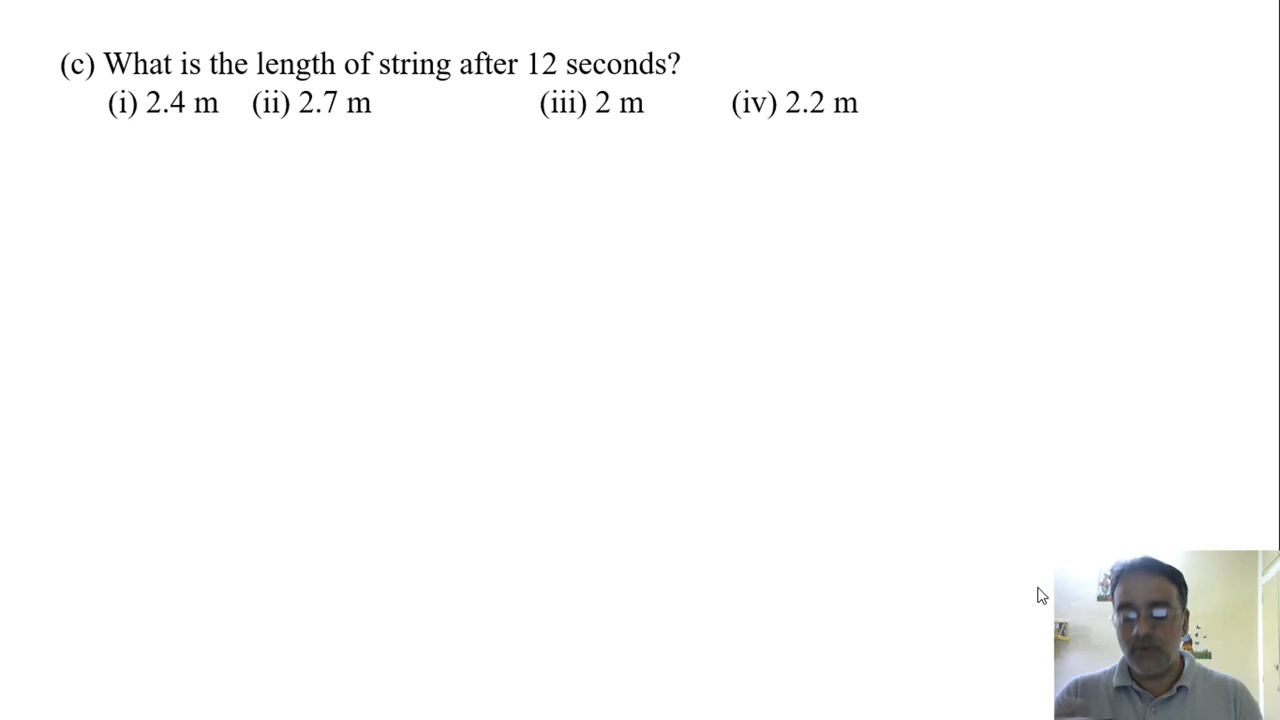 (c) What is the length of string after 12 seconds?
(i) 2.4 m (ii) 2.7 m (iii) 2 m (iv) 2.2 m